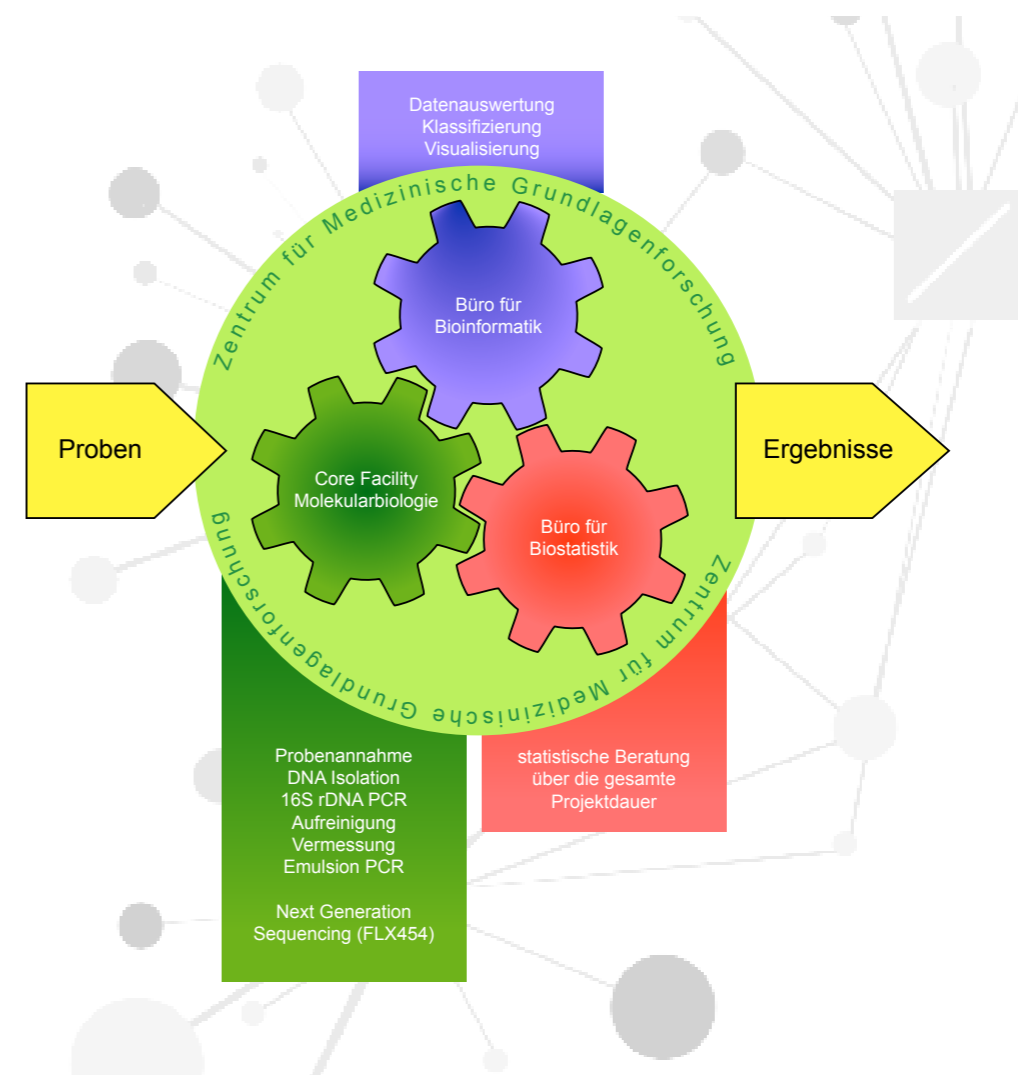 Datenauswertung
Klassifizierung
Visualisierung
Zentrum für Medizinische Grundlagenforschung
Büro für
Bioinformatik
Proben
Core Facility
Molekularbiologie
Büro für
Biostatistik
Ergebnisse
Zentrum für Medizinische Grundlagenforschung
Probenannahme
DNA Isolation
16S rDNA PCR
Aufreinigung
Vermessung
Emulsion PCR
Next Generation
Sequencing (FLX454)
statistische Beratung
über die gesamte
Projektdauer